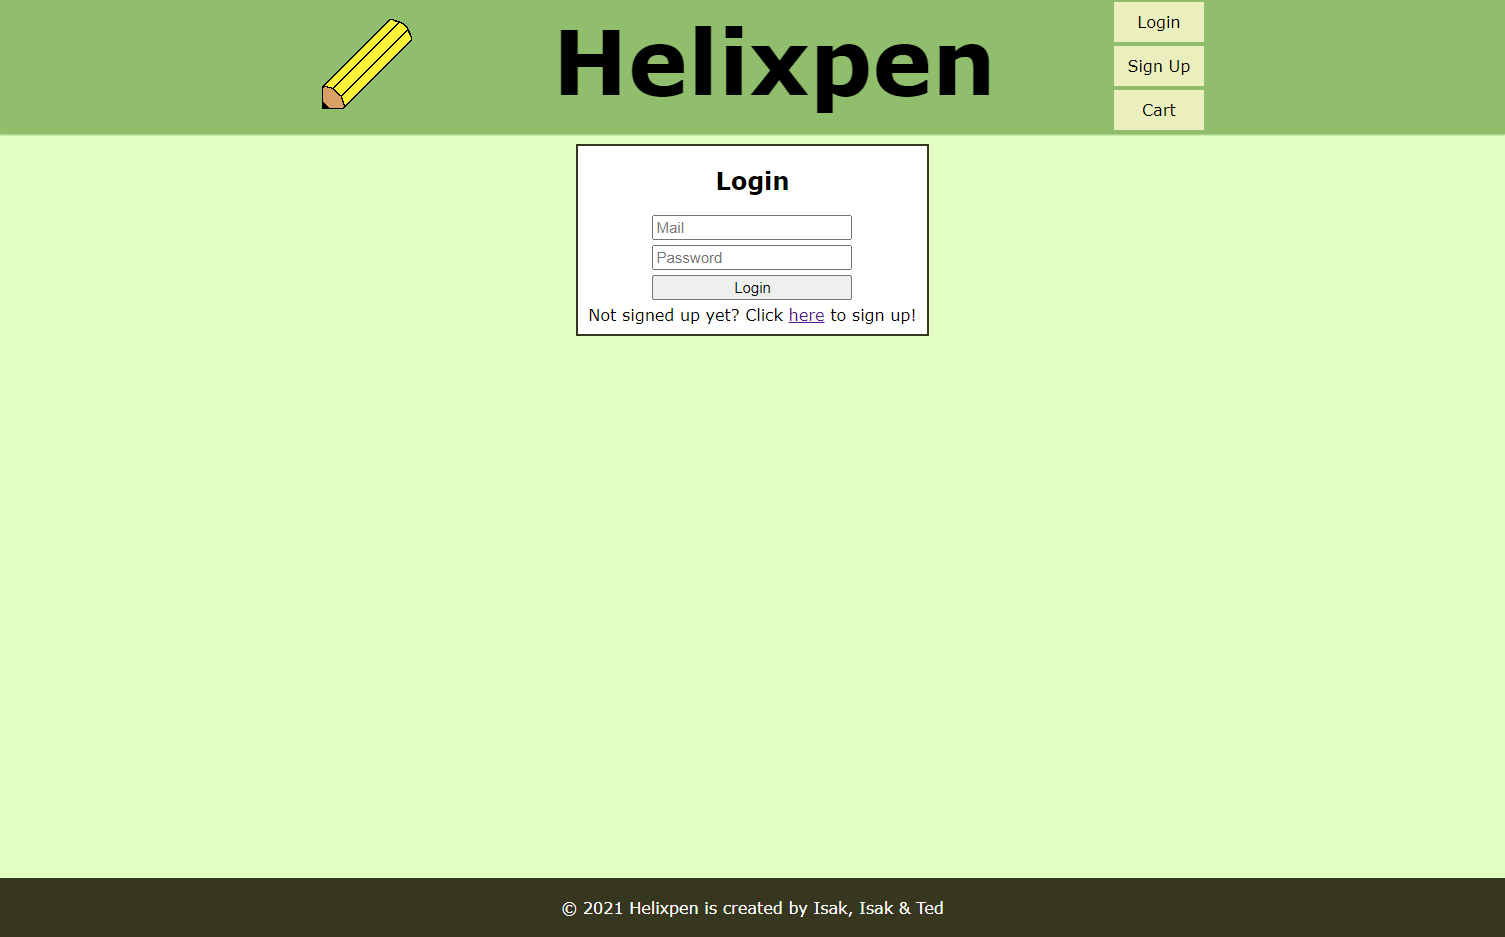 Helixpen
Login
Sign Up
Cart
Login
Mail
Password
Login
Not signed up yet? Click here to sign up!
© 2021 Helixpen is created by Isak, Isak & Ted